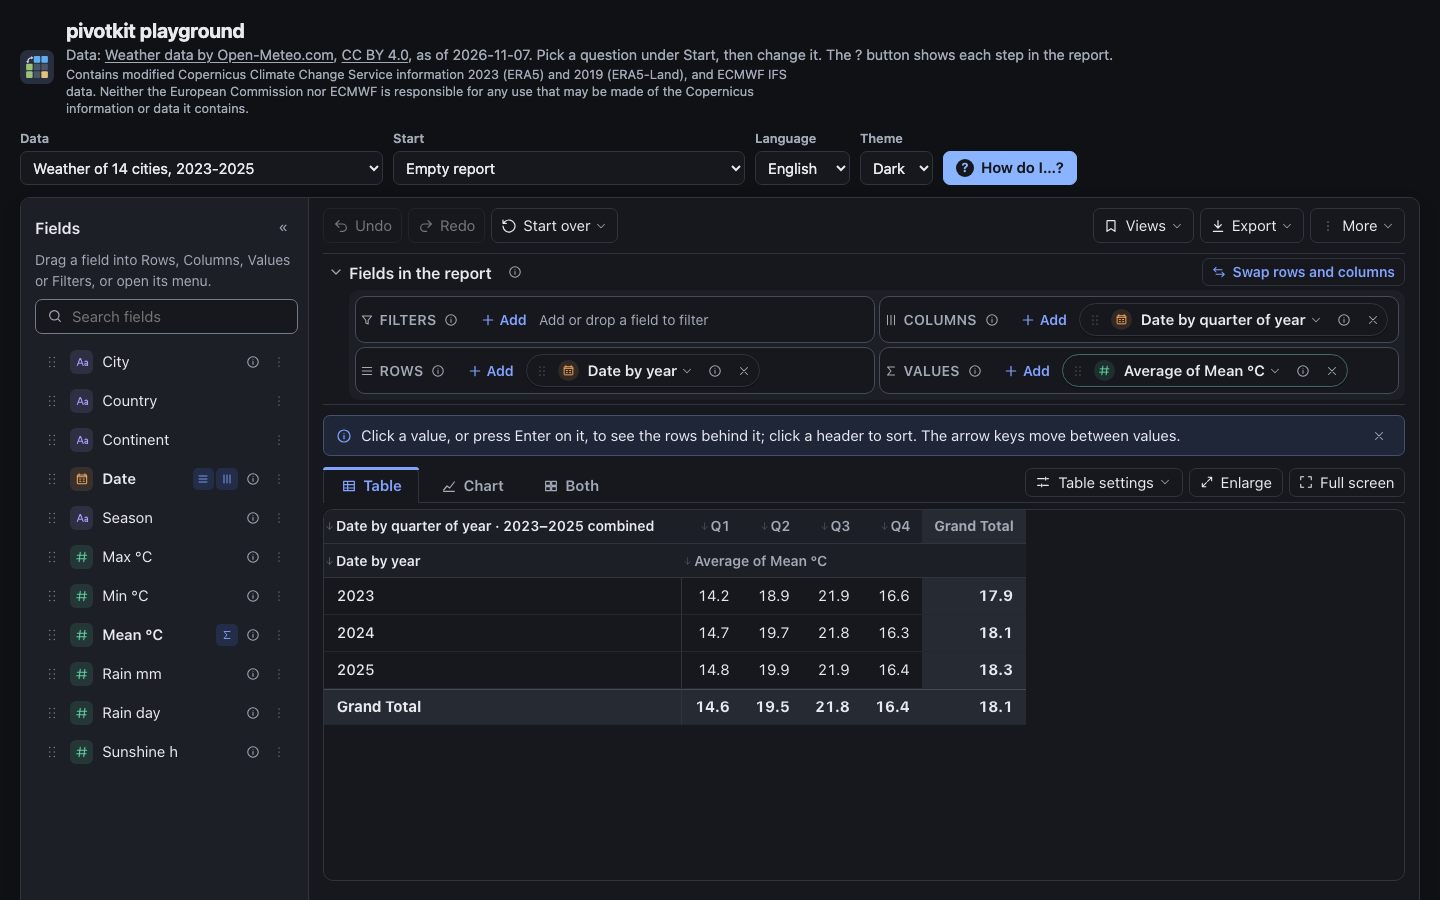 pivotkit playground
Data: Weather data by Open-Meteo.com, CC BY 4.0, as of 2026-11-07. Pick a question under Start, then change it. The ? button shows each step in the report.
Contains modified Copernicus Climate Change Service information 2023 (ERA5) and 2019 (ERA5-Land), and ECMWF IFS
data. Neither the European Commission nor ECMWF is responsible for any use that may be made of the Copernicus
information or data it contains.
Data
Start
Language
Theme
Weather of 14 cities, 2023-2025
Empty report
English
Dark
? How do I...?
Fields
«
Drag a field into Rows, Columns, Values
or Filters, or open its menu.
Search fields
Aa City
Aa Country
Aa Continent
Date
Aa Season
# Max °C
# Min °C
# Mean °C Σ
# Rain mm
# Rain day
# Sunshine h
Undo
Redo
Start over
Views
Export
More
Fields in the report
Swap rows and columns
FILTERS + Add Add or drop a field to filter
COLUMNS + Add Date by quarter of year
ROWS + Add Date by year
Σ VALUES + Add # Average of Mean °C
Click a value, or press Enter on it, to see the rows behind it; click a header to sort. The arrow keys move between values.
Table
Chart
Both
Table settings
Enlarge
Full screen
↓ Date by quarter of year · 2023–2025 combined ↓ Q1 ↓ Q2 ↓ Q3 ↓ Q4 Grand Total
↓ Date by year ↓ Average of Mean °C
2023 14.2 18.9 21.9 16.6 17.9
2024 14.7 19.7 21.8 16.3 18.1
2025 14.8 19.9 21.9 16.4 18.3
Grand Total 14.6 19.5 21.8 16.4 18.1